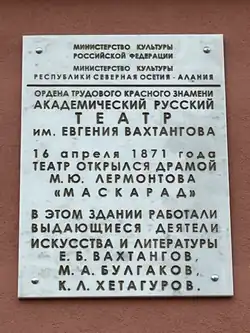 МИНИСТЕРСТВО КУЛЬТУРЫ
РОССИЙСКОЙ ФЕДЕРАЦИИ
МИНИСТЕРСТВО КУЛЬТУРЫ
РЕСПУБЛИКИ СЕВЕРНАЯ ОСЕТИЯ - АЛАНИЯ
ОРДЕНА ТРУДОВОГО КРАСНОГО ЗНАМЕНИ
АКАДЕМИЧЕСКИЙ РУССКИЙ
ТЕАТР
ИМ. ЕВГЕНИЯ ВАХТАНГОВА
16 апреля 1871 года
ТЕАТР ОТКРЫЛСЯ ДРАМОЙ
М.Ю. ЛЕРМОНТОВА
«МАСКАРАД»
В ЭТОМ ЗДАНИИ РАБОТАЛИ
ВЫДАЮЩИЕСЯ ДЕЯТЕЛИ
ИСКУССТВА И ЛИТЕРАТУРЫ
Е.Б. ВАХТАНГОВ,
М.А. БУЛГАКОВ,
К.Л. ХЕТАГУРОВ.